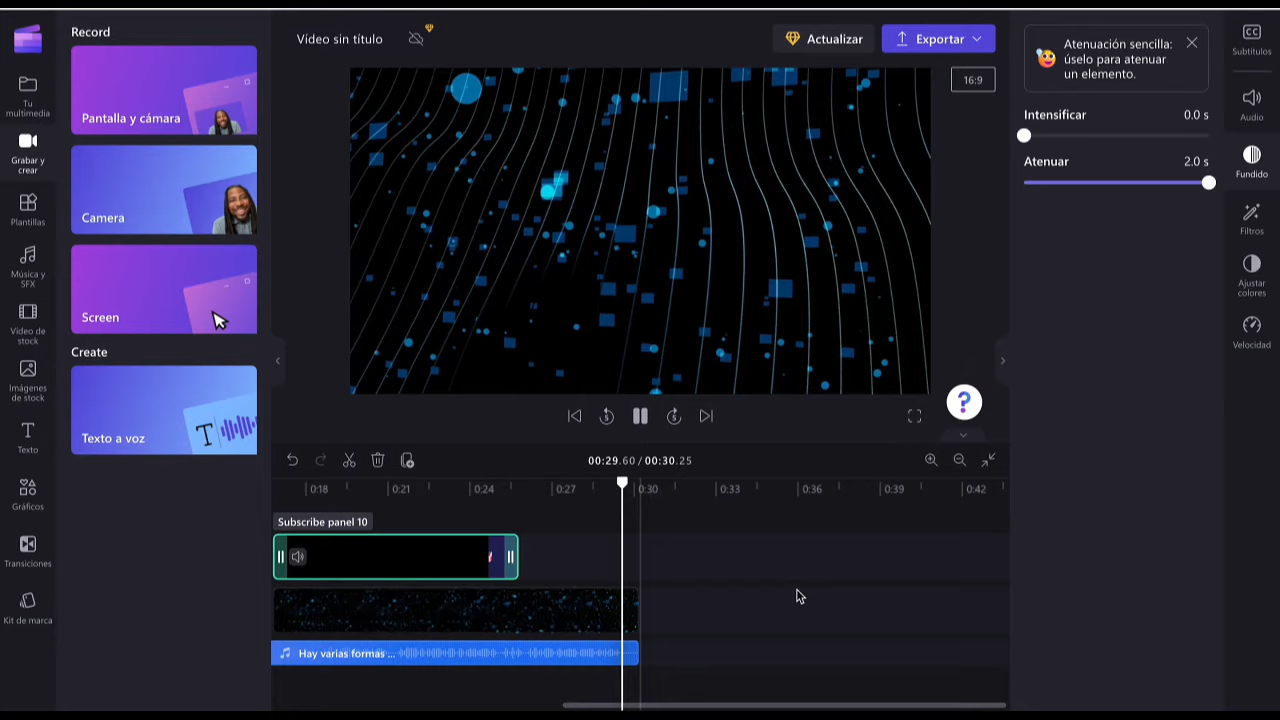 Record
Pantalla y cámara
Camera
Screen
Create
T Texto a voz
Tu
multimedia
Grabar y
crear
Plantillas
Música y
SFX
Vídeo de
stock
Imágenes
de stock
Texto
Gráficos
Transiciones
Kit de marca
Vídeo sin título
Actualizar
Exportar
16:9
5
5
?
00:29.60 / 00:30.25
0:18
0:21
0:24
0:27
0:30
0:33
0:36
0:39
0:42
Subscribe panel 10
Hay varias formas ...
Atenuación sencilla:
úselo para atenuar
un elemento.
Intensificar 0.0 s
Atenuar 2.0 s
CC
Subtítulos
Audio
Fundido
Filtros
Ajustar
colores
Velocidad